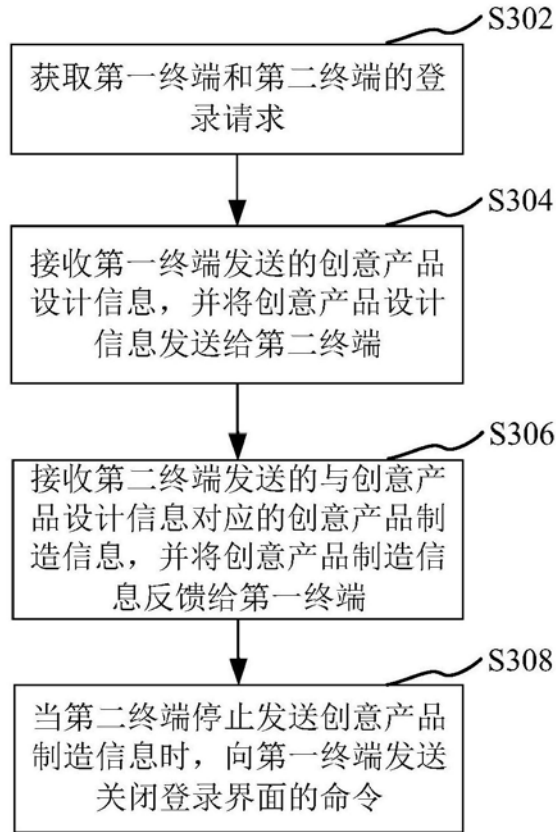 S302
获取第一终端和第二终端的登
录请求
S304
接收第一终端发送的创意产品
设计信息，并将创意产品设计
信息发送给第二终端
S306
接收第二终端发送的与创意产
品设计信息对应的创意产品制
造信息，并将创意产品制造信
息反馈给第一终端
S308
当第二终端停止发送创意产品
制造信息时，向第一终端发送
关闭登录界面的命令